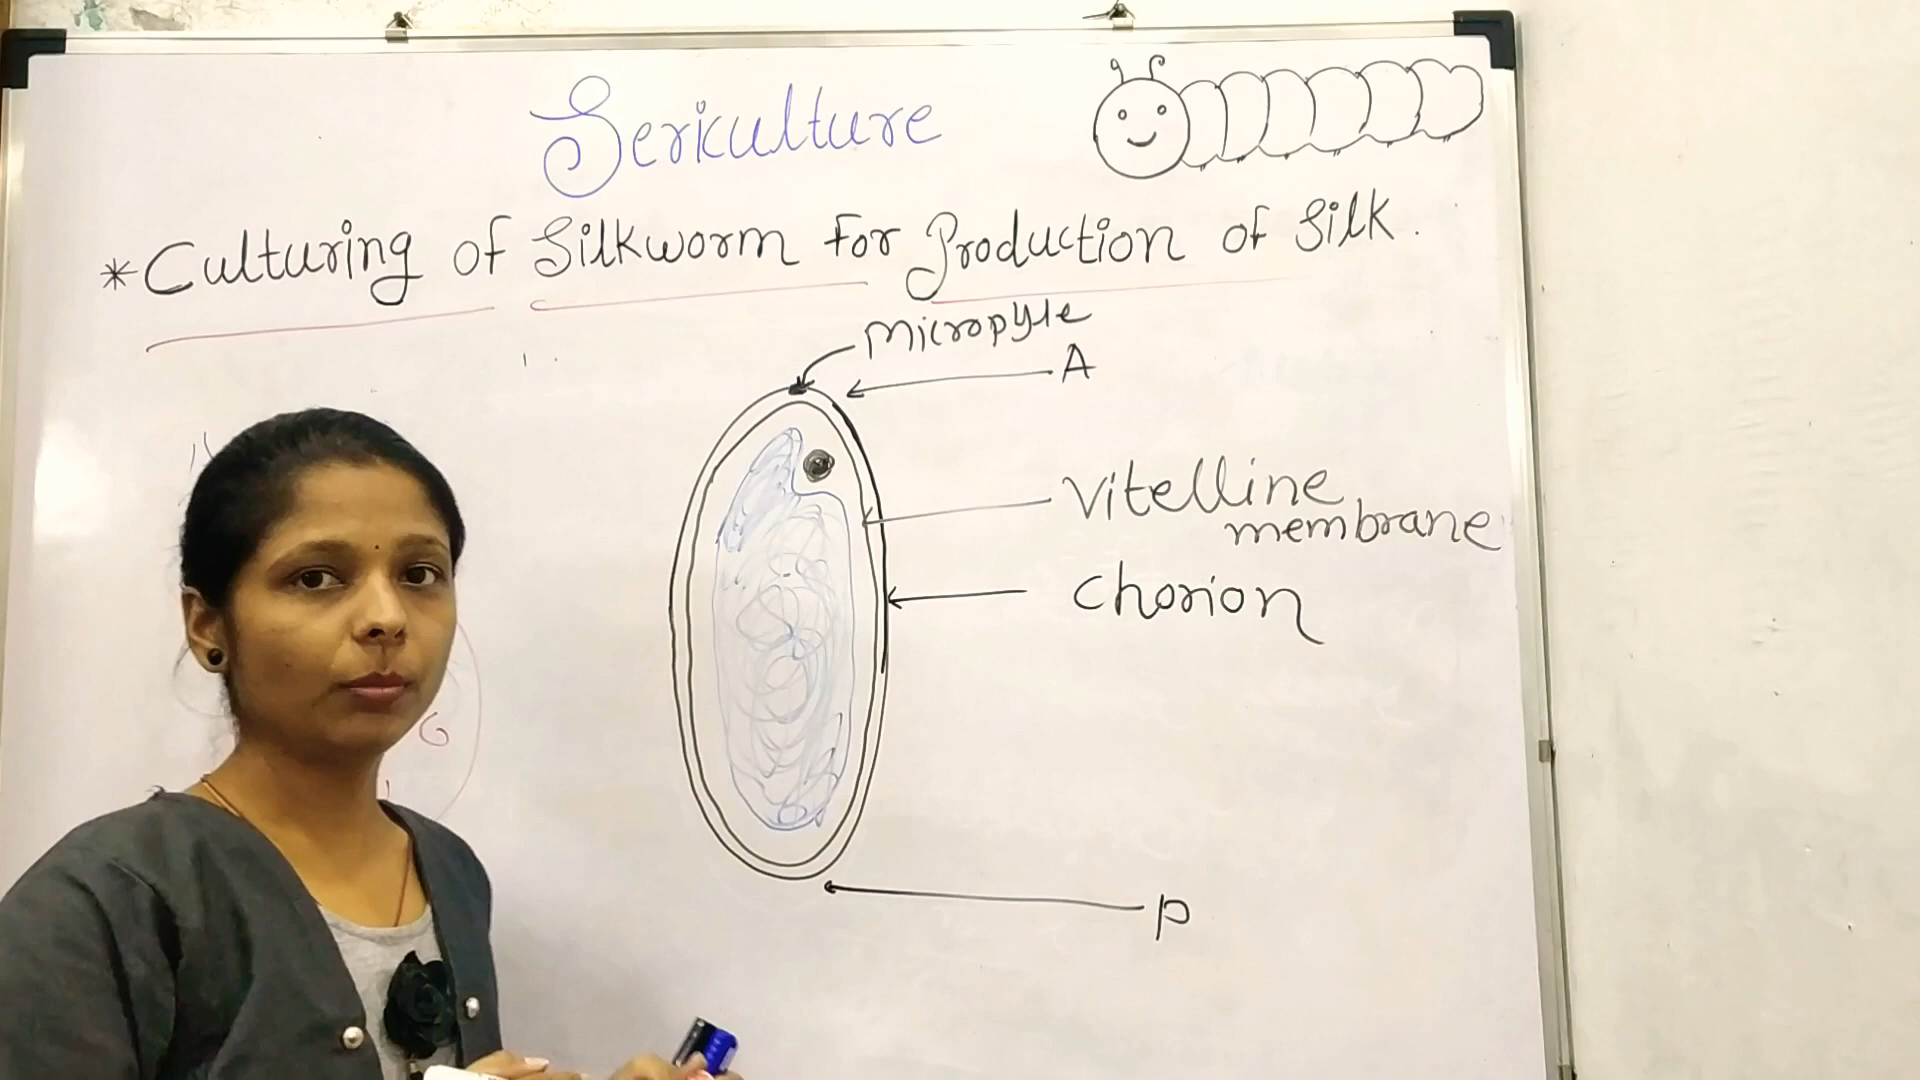 Sericulture
*Culturing of Silkworm For Production of Silk.
Micropyle
A
Vitelline
membrane
Chorion
P